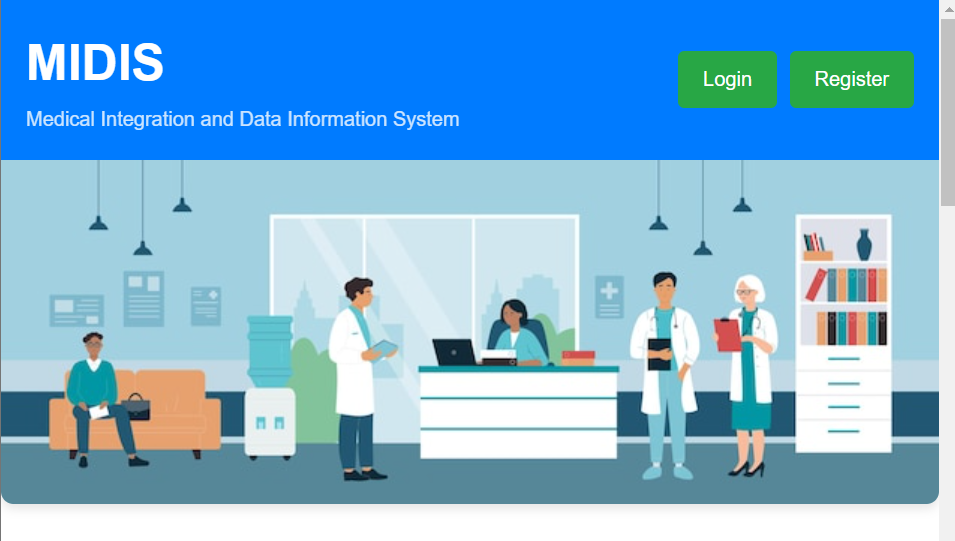 MIDIS
Login
Register
Medical Integration and Data Information System